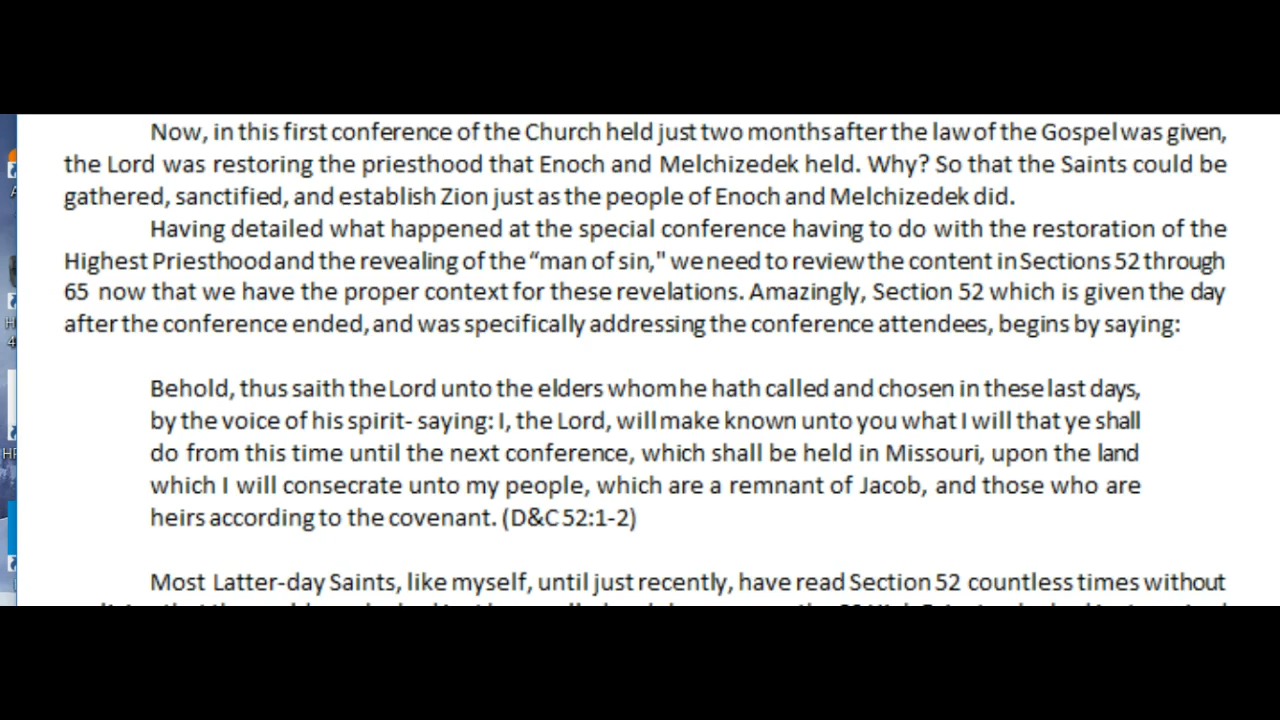 Now, in this first conference of the Church held just two months after the law of the Gospel was given,
the Lord was restoring the priesthood that Enoch and Melchizedek held. Why? So that the Saints could be
gathered, sanctified, and establish Zion just as the people of Enoch and Melchizedek did.
Having detailed what happened at the special conference having to do with the restoration of the
Highest Priesthood and the revealing of the “man of sin," we need to review the content in Sections 52 through
65 now that we have the proper context for these revelations. Amazingly, Section 52 which is given the day
after the conference ended, and was specifically addressing the conference attendees, begins by saying:
Behold, thus saith the Lord unto the elders whom he hath called and chosen in these last days,
by the voice of his spirit- saying: I, the Lord, will make known unto you what I will that ye shall
do from this time until the next conference, which shall be held in Missouri, upon the land
which I will consecrate unto my people, which are a remnant of Jacob, and those who are
heirs according to the covenant. (D&C 52:1-2)
Most Latter-day Saints, like myself, until just recently, have read Section 52 countless times without